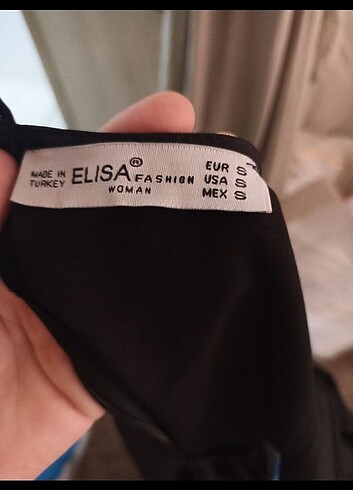 MADE IN
TURKEY
ELISA® FASHION
WOMAN
EUR S
USA S
MEX S